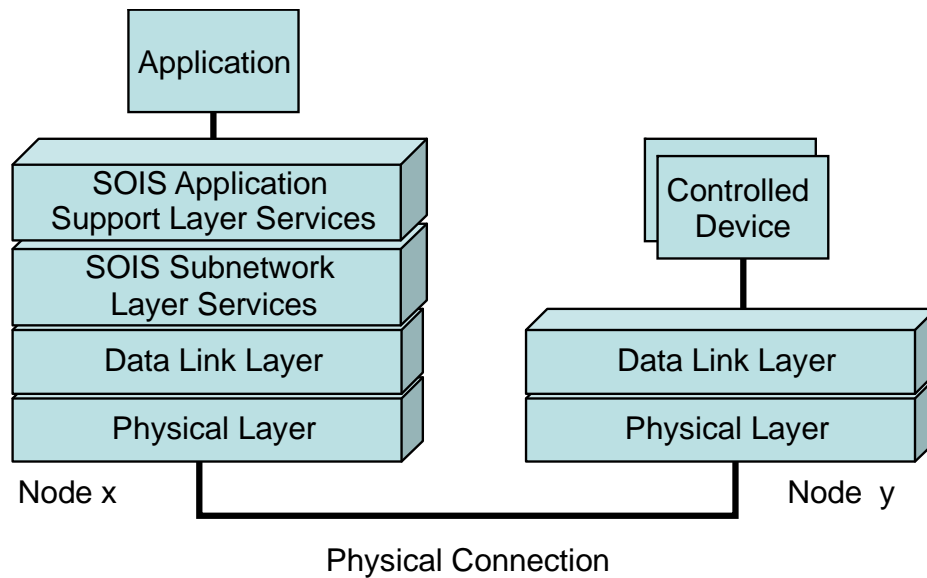 Application
SOIS Application
Support Layer Services
SOIS Subnetwork
Layer Services
Data Link Layer
Physical Layer
Node x
Controlled
Device
Data Link Layer
Physical Layer
Node y
Physical Connection